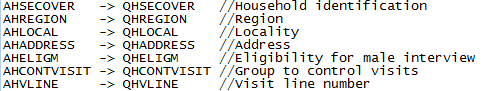 AHSECOVER -> QHSECOVER //Household identification
AHREGION -> QHREGION //Region
AHLOCAL -> QHLOCAL //Locality
AHADDRESS -> QHADDRESS //Address
AHELIGM -> QHELIGM //Eligibility for male interview
AHCONTVISIT -> QHCONTVISIT //Group to control visits
AHVLINE -> QHVLINE //Visit line number